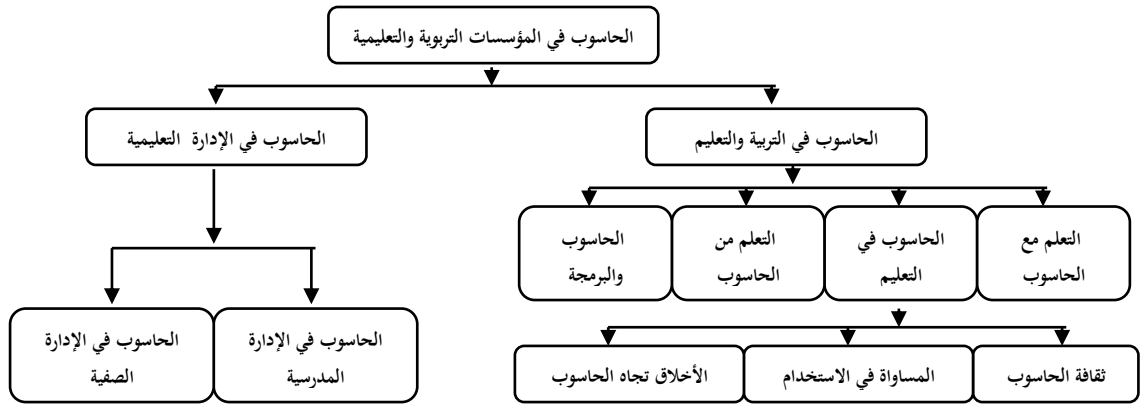 الحاسوب في المؤسسات التربوية والتعليمية
الحاسوب في التربية والتعليم
الحاسوب في الإدارة التعليمية
التعلم مع
الحاسوب
الحاسوب في
التعليم
التعلم من
الحاسوب
الحاسوب
والبرمجة
الحاسوب في الإدارة
المدرسية
الحاسوب في الإدارة
الصفية
ثقافة الحاسوب
المساواة في الاستخدام
الأخلاق تجاه الحاسوب